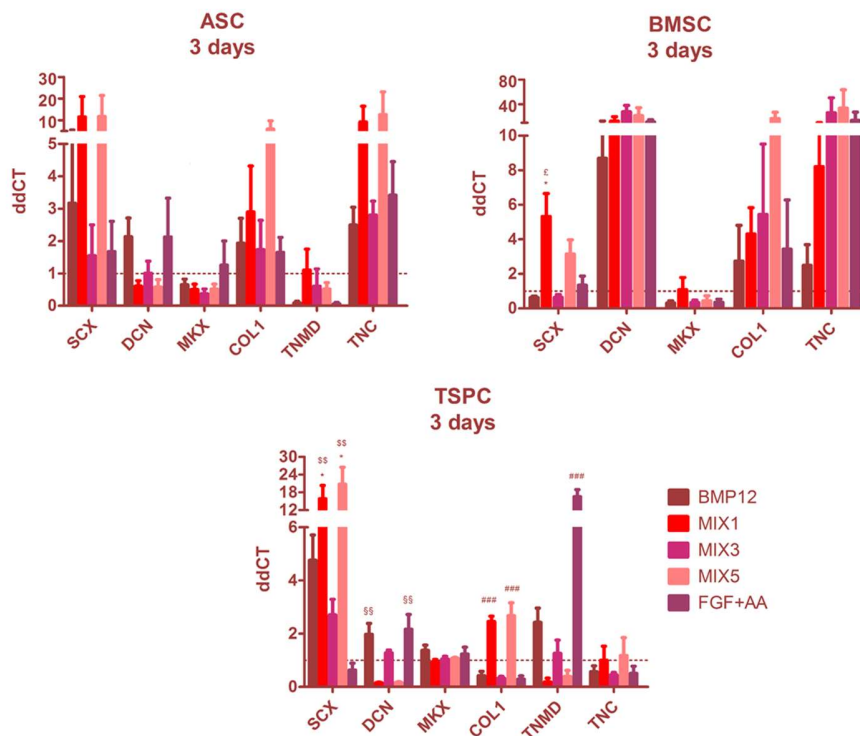 ASC
3 days
30
20
10
5
4
3
2
1
0
ddCT
SCX
DCN
MKX
COL1
TNMD
TNC
BMSC
3 days
80
40
10
8
6
4
2
0
ddCT
£
*
SCX
DCN
MKX
COL1
TNC
TSPC
3 days
30
24
18
12
6
4
2
0
ddCT
$$
*
$$
*
§§
§§
###
###
###
SCX
DCN
MKX
COL1
TNMD
TNC
BMP12
MIX1
MIX3
MIX5
FGF+AA